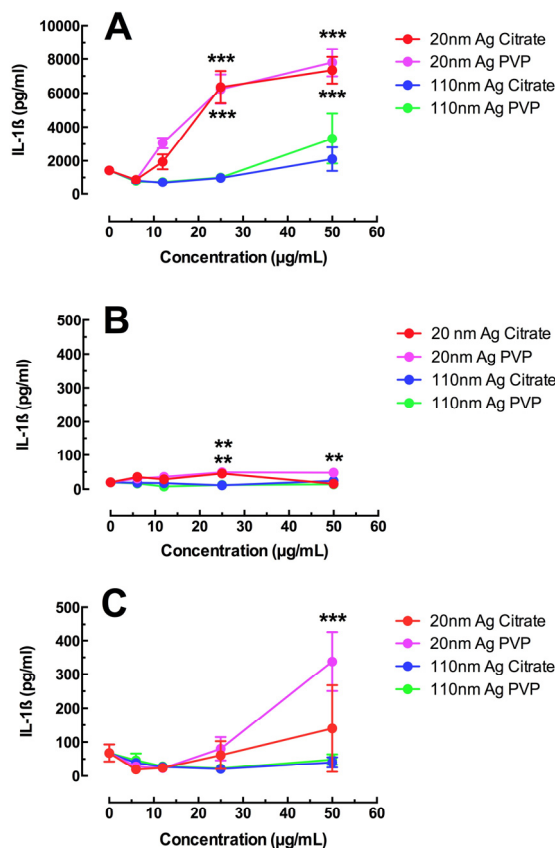 A
10000
8000
6000
4000
2000
0
IL-1ß (pg/ml)
***
***
***
***
0 10 20 30 40 50 60
Concentration (µg/mL)
20nm Ag Citrate
20nm Ag PVP
110nm Ag Citrate
110nm Ag PVP
B
500
400
300
200
100
0
IL-1ß (pg/ml)
**
**
**
0 10 20 30 40 50 60
Concentration (µg/mL)
20 nm Ag Citrate
20nm Ag PVP
110nm Ag Citrate
110nm Ag PVP
C
500
400
300
200
100
0
IL-1ß (pg/ml)
***
0 10 20 30 40 50 60
Concentration (µg/mL)
20nm Ag Citrate
20nm Ag PVP
110nm Ag Citrate
110nm Ag PVP